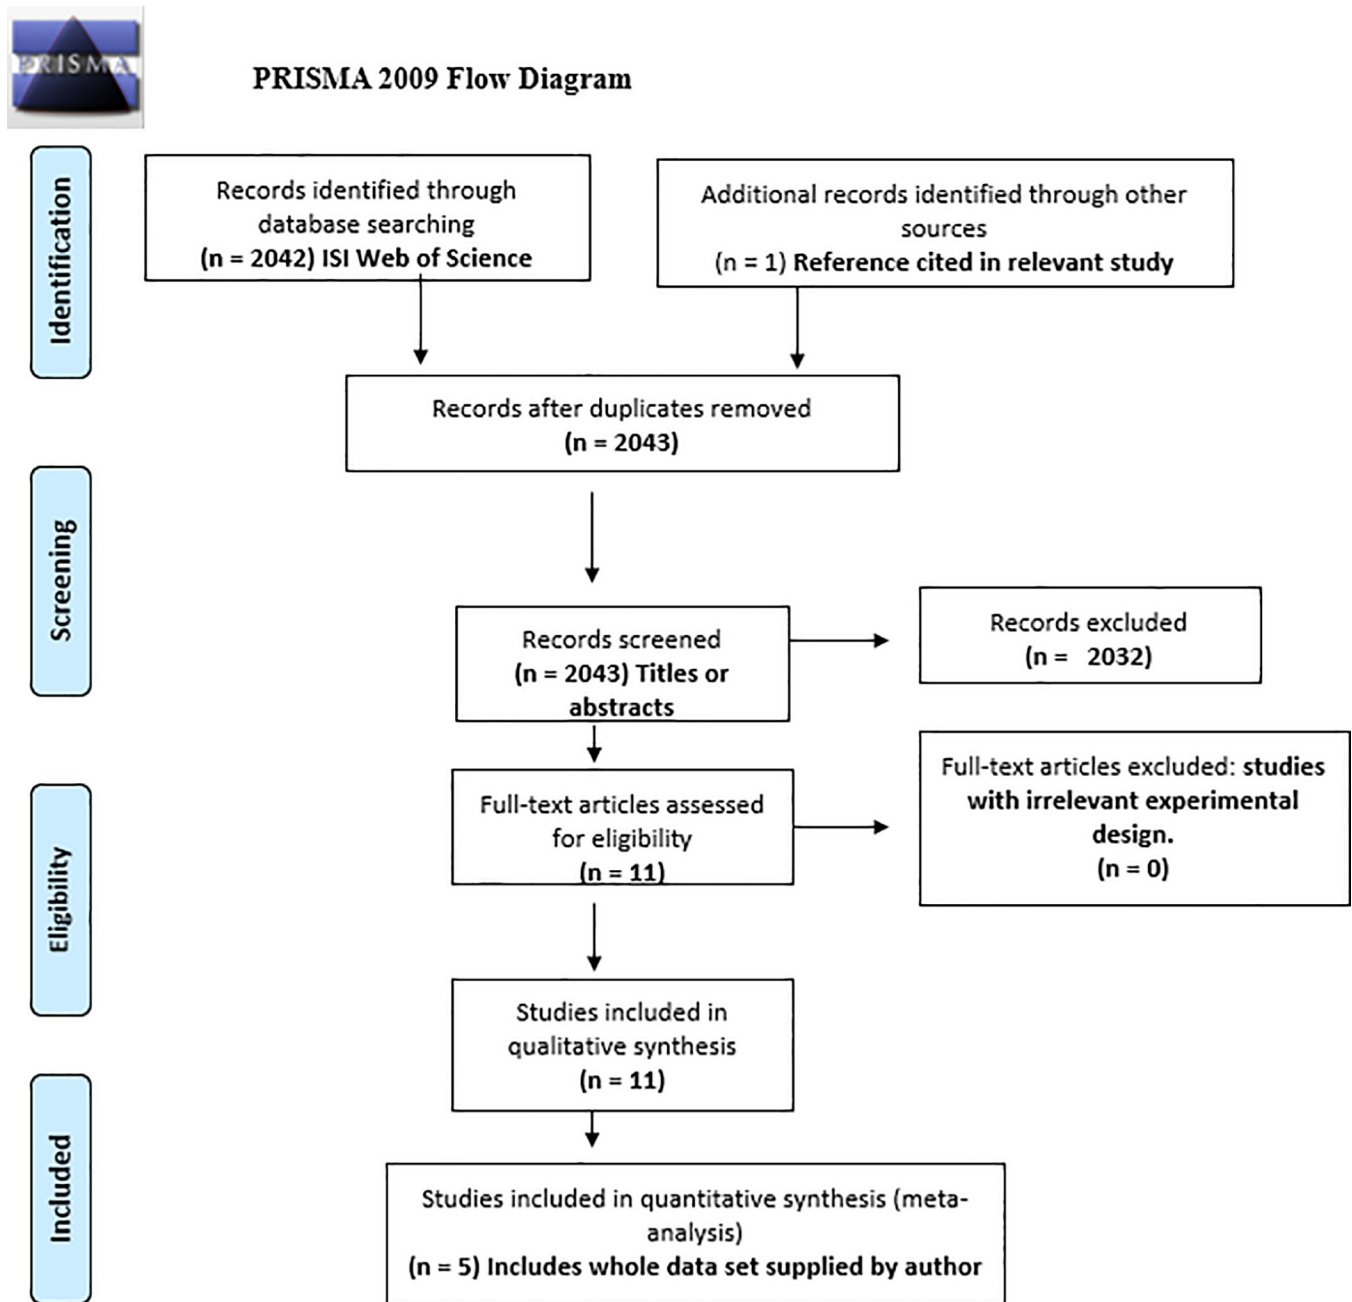 PRISMA
PRISMA 2009 Flow Diagram
Identification
Records identified through
database searching
(n = 2042) ISI Web of Science
Additional records identified through other
sources
(n = 1) Reference cited in relevant study
Records after duplicates removed
(n = 2043)
Screening
Records screened
(n = 2043) Titles or
abstracts
Records excluded
(n = 2032)
Eligibility
Full-text articles assessed
for eligibility
(n = 11)
Full-text articles excluded: studies
with irrelevant experimental
design.
(n = 0)
Studies included in
qualitative synthesis
(n = 11)
Included
Studies included in quantitative synthesis (meta-
analysis)
(n = 5) Includes whole data set supplied by author